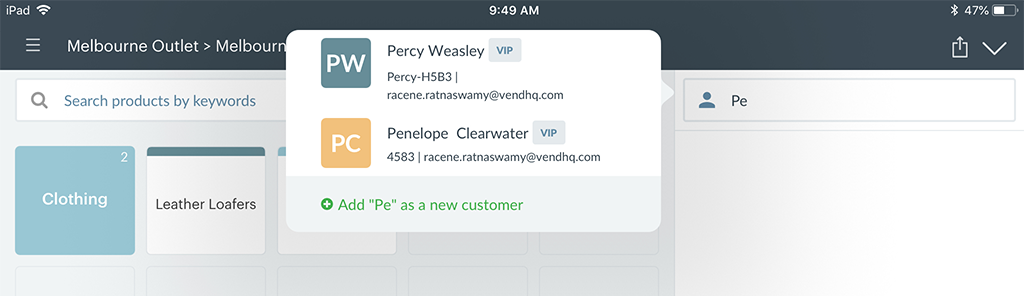 iPad 9:49 AM 47%
Melbourne Outlet > Melbourn
Search products by keywords
Pe
PW
Percy Weasley VIP
Percy-H5B3 |
racene.ratnaswamy@vendhq.com
PC
Penelope Clearwater VIP
4583 | racene.ratnaswamy@vendhq.com
Add "Pe" as a new customer
2
Clothing
Leather Loafers